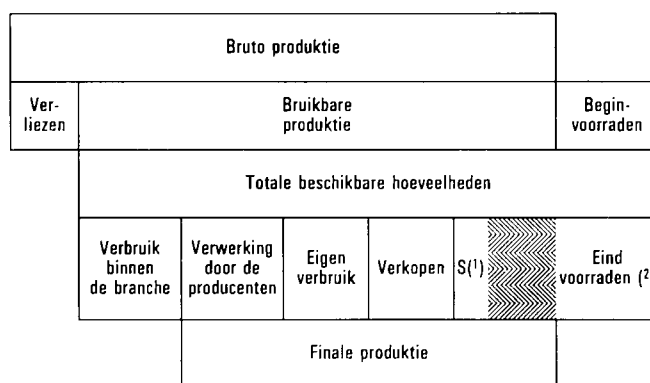 Bruto produktie
Ver-
liezen
Bruikbare
produktie
Begin-
voorraden
Totale beschikbare hoeveelheden
Verbruik
binnen
de branche
Verwerking
door de
producenten
Eigen
verbruik
Verkopen
S(¹)
Eind
voorraden (²
Finale produktie